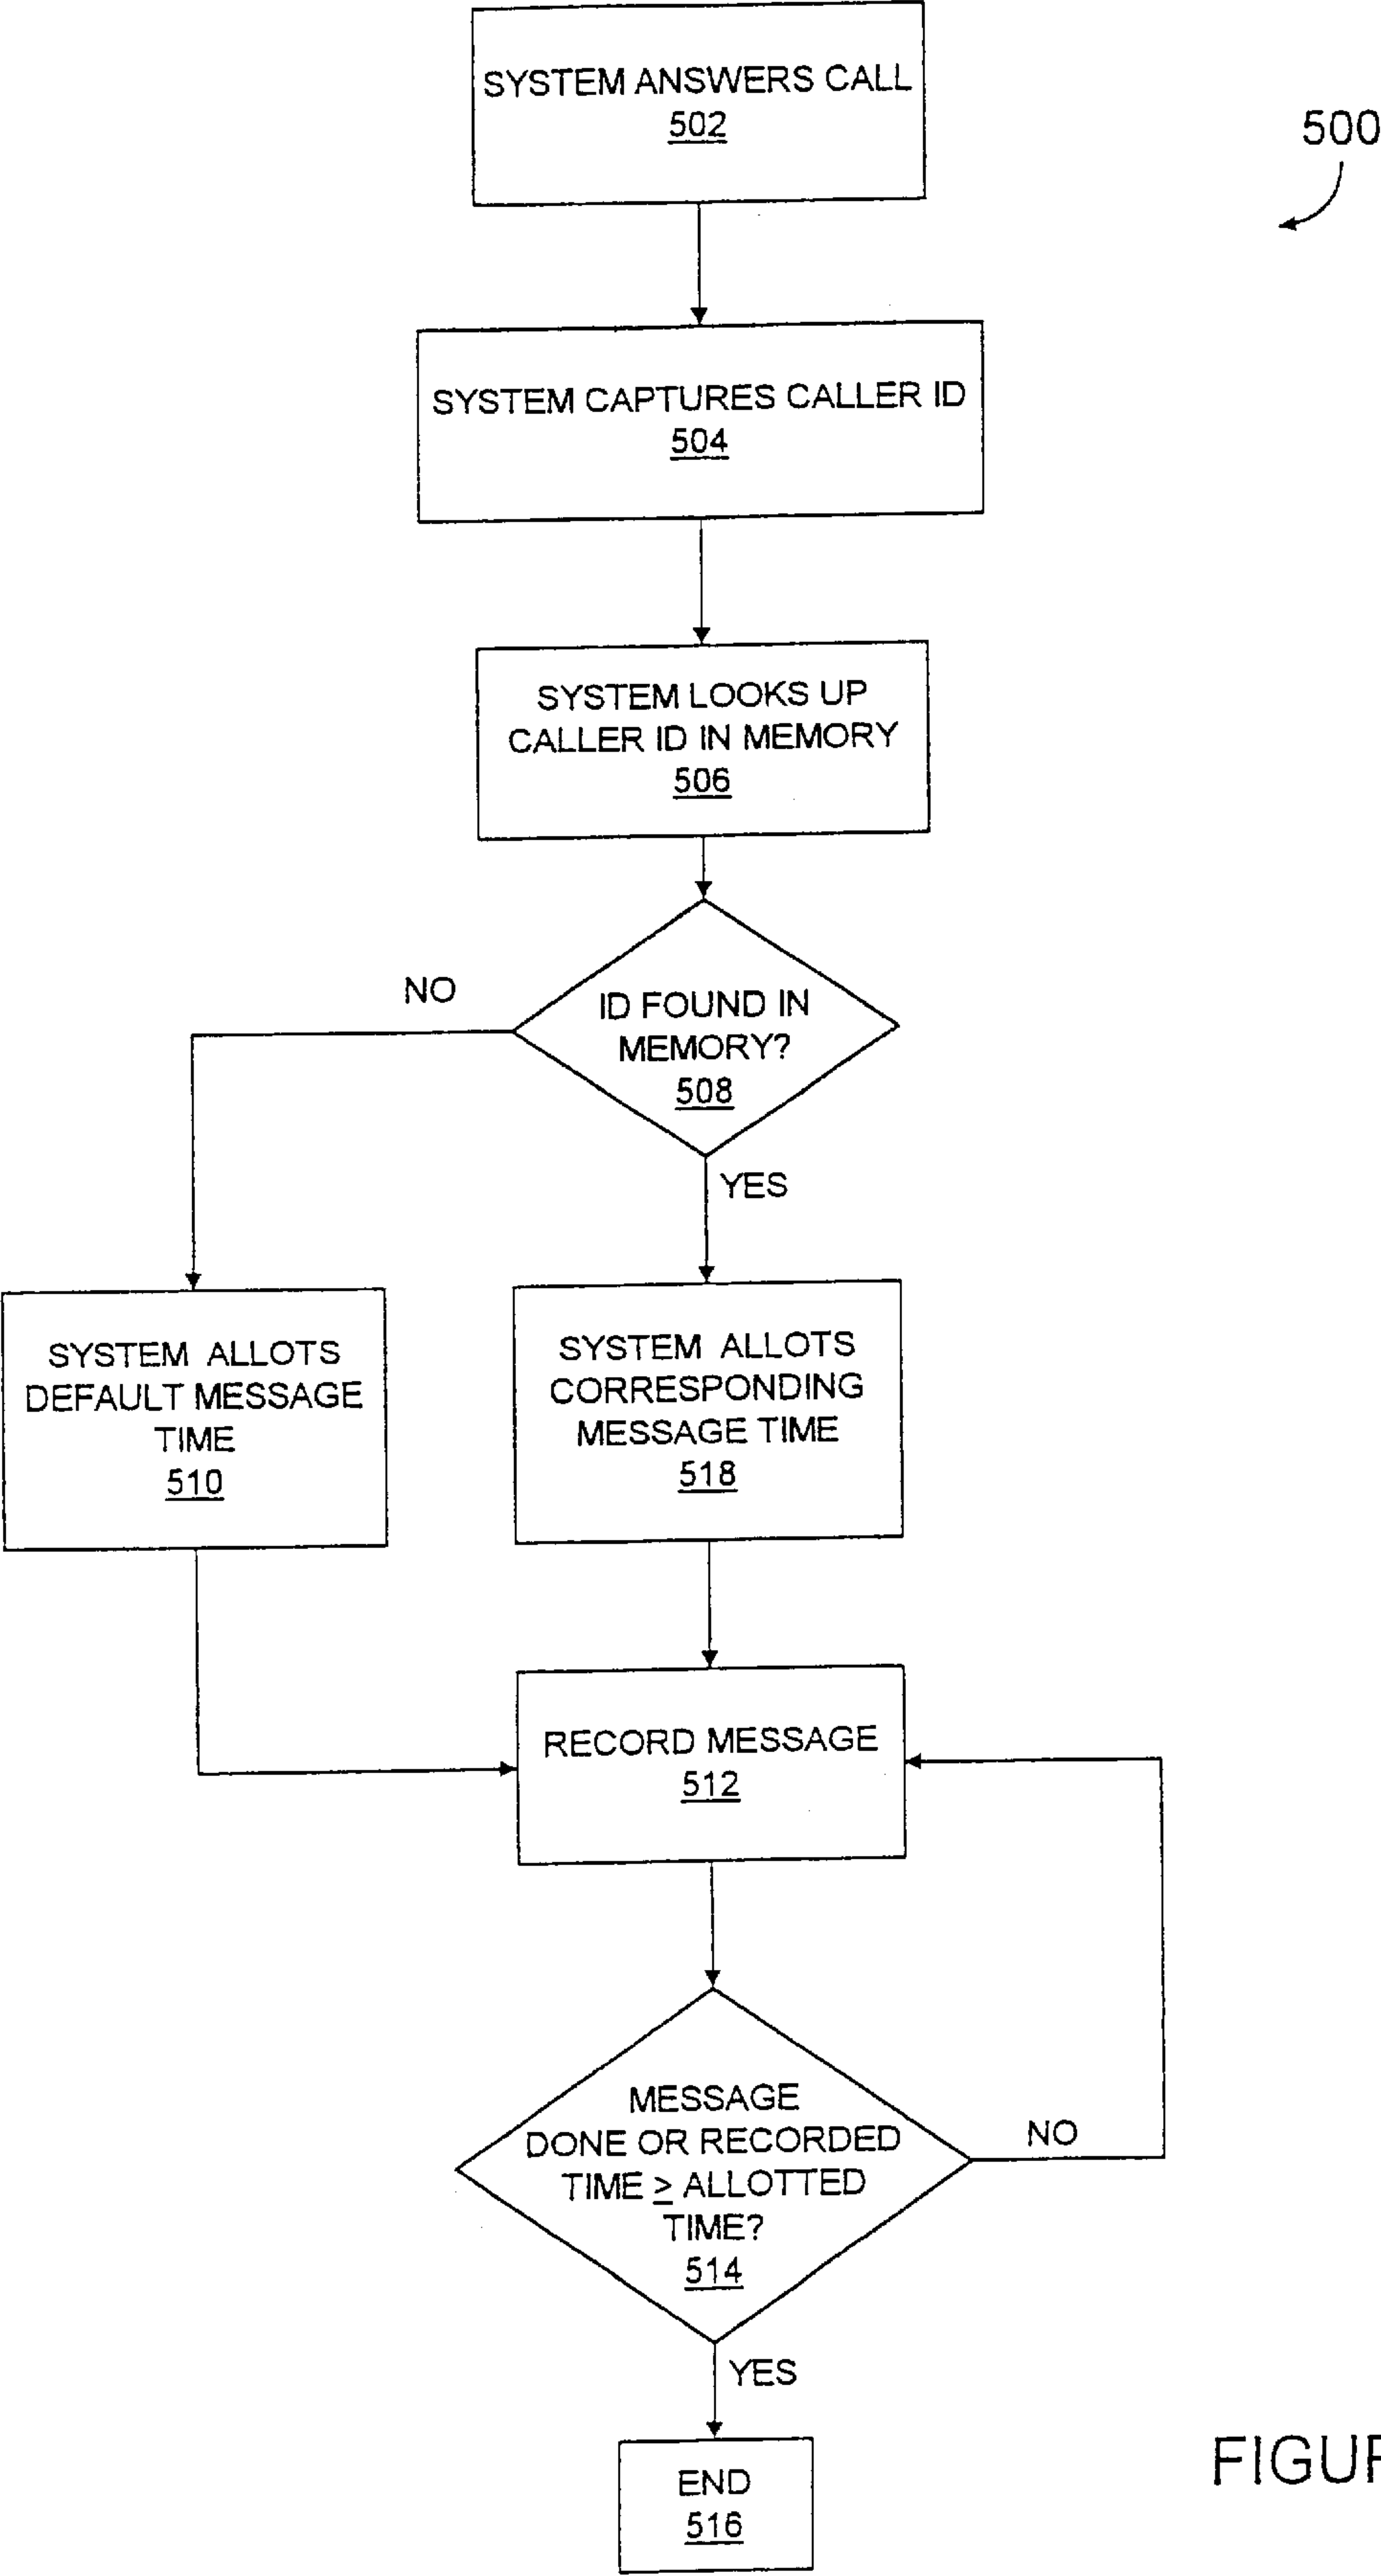 SYSTEM ANSWERS CALL
502
500
SYSTEM CAPTURES CALLER ID
504
SYSTEM LOOKS UP
CALLER ID IN MEMORY
506
NO
ID FOUND IN
MEMORY?
508
YES
SYSTEM ALLOTS
DEFAULT MESSAGE
TIME
510
SYSTEM ALLOTS
CORRESPONDING
MESSAGE TIME
518
RECORD MESSAGE
512
MESSAGE
DONE OR RECORDED
TIME ≥ ALLOTTED
TIME?
514
NO
YES
END
516